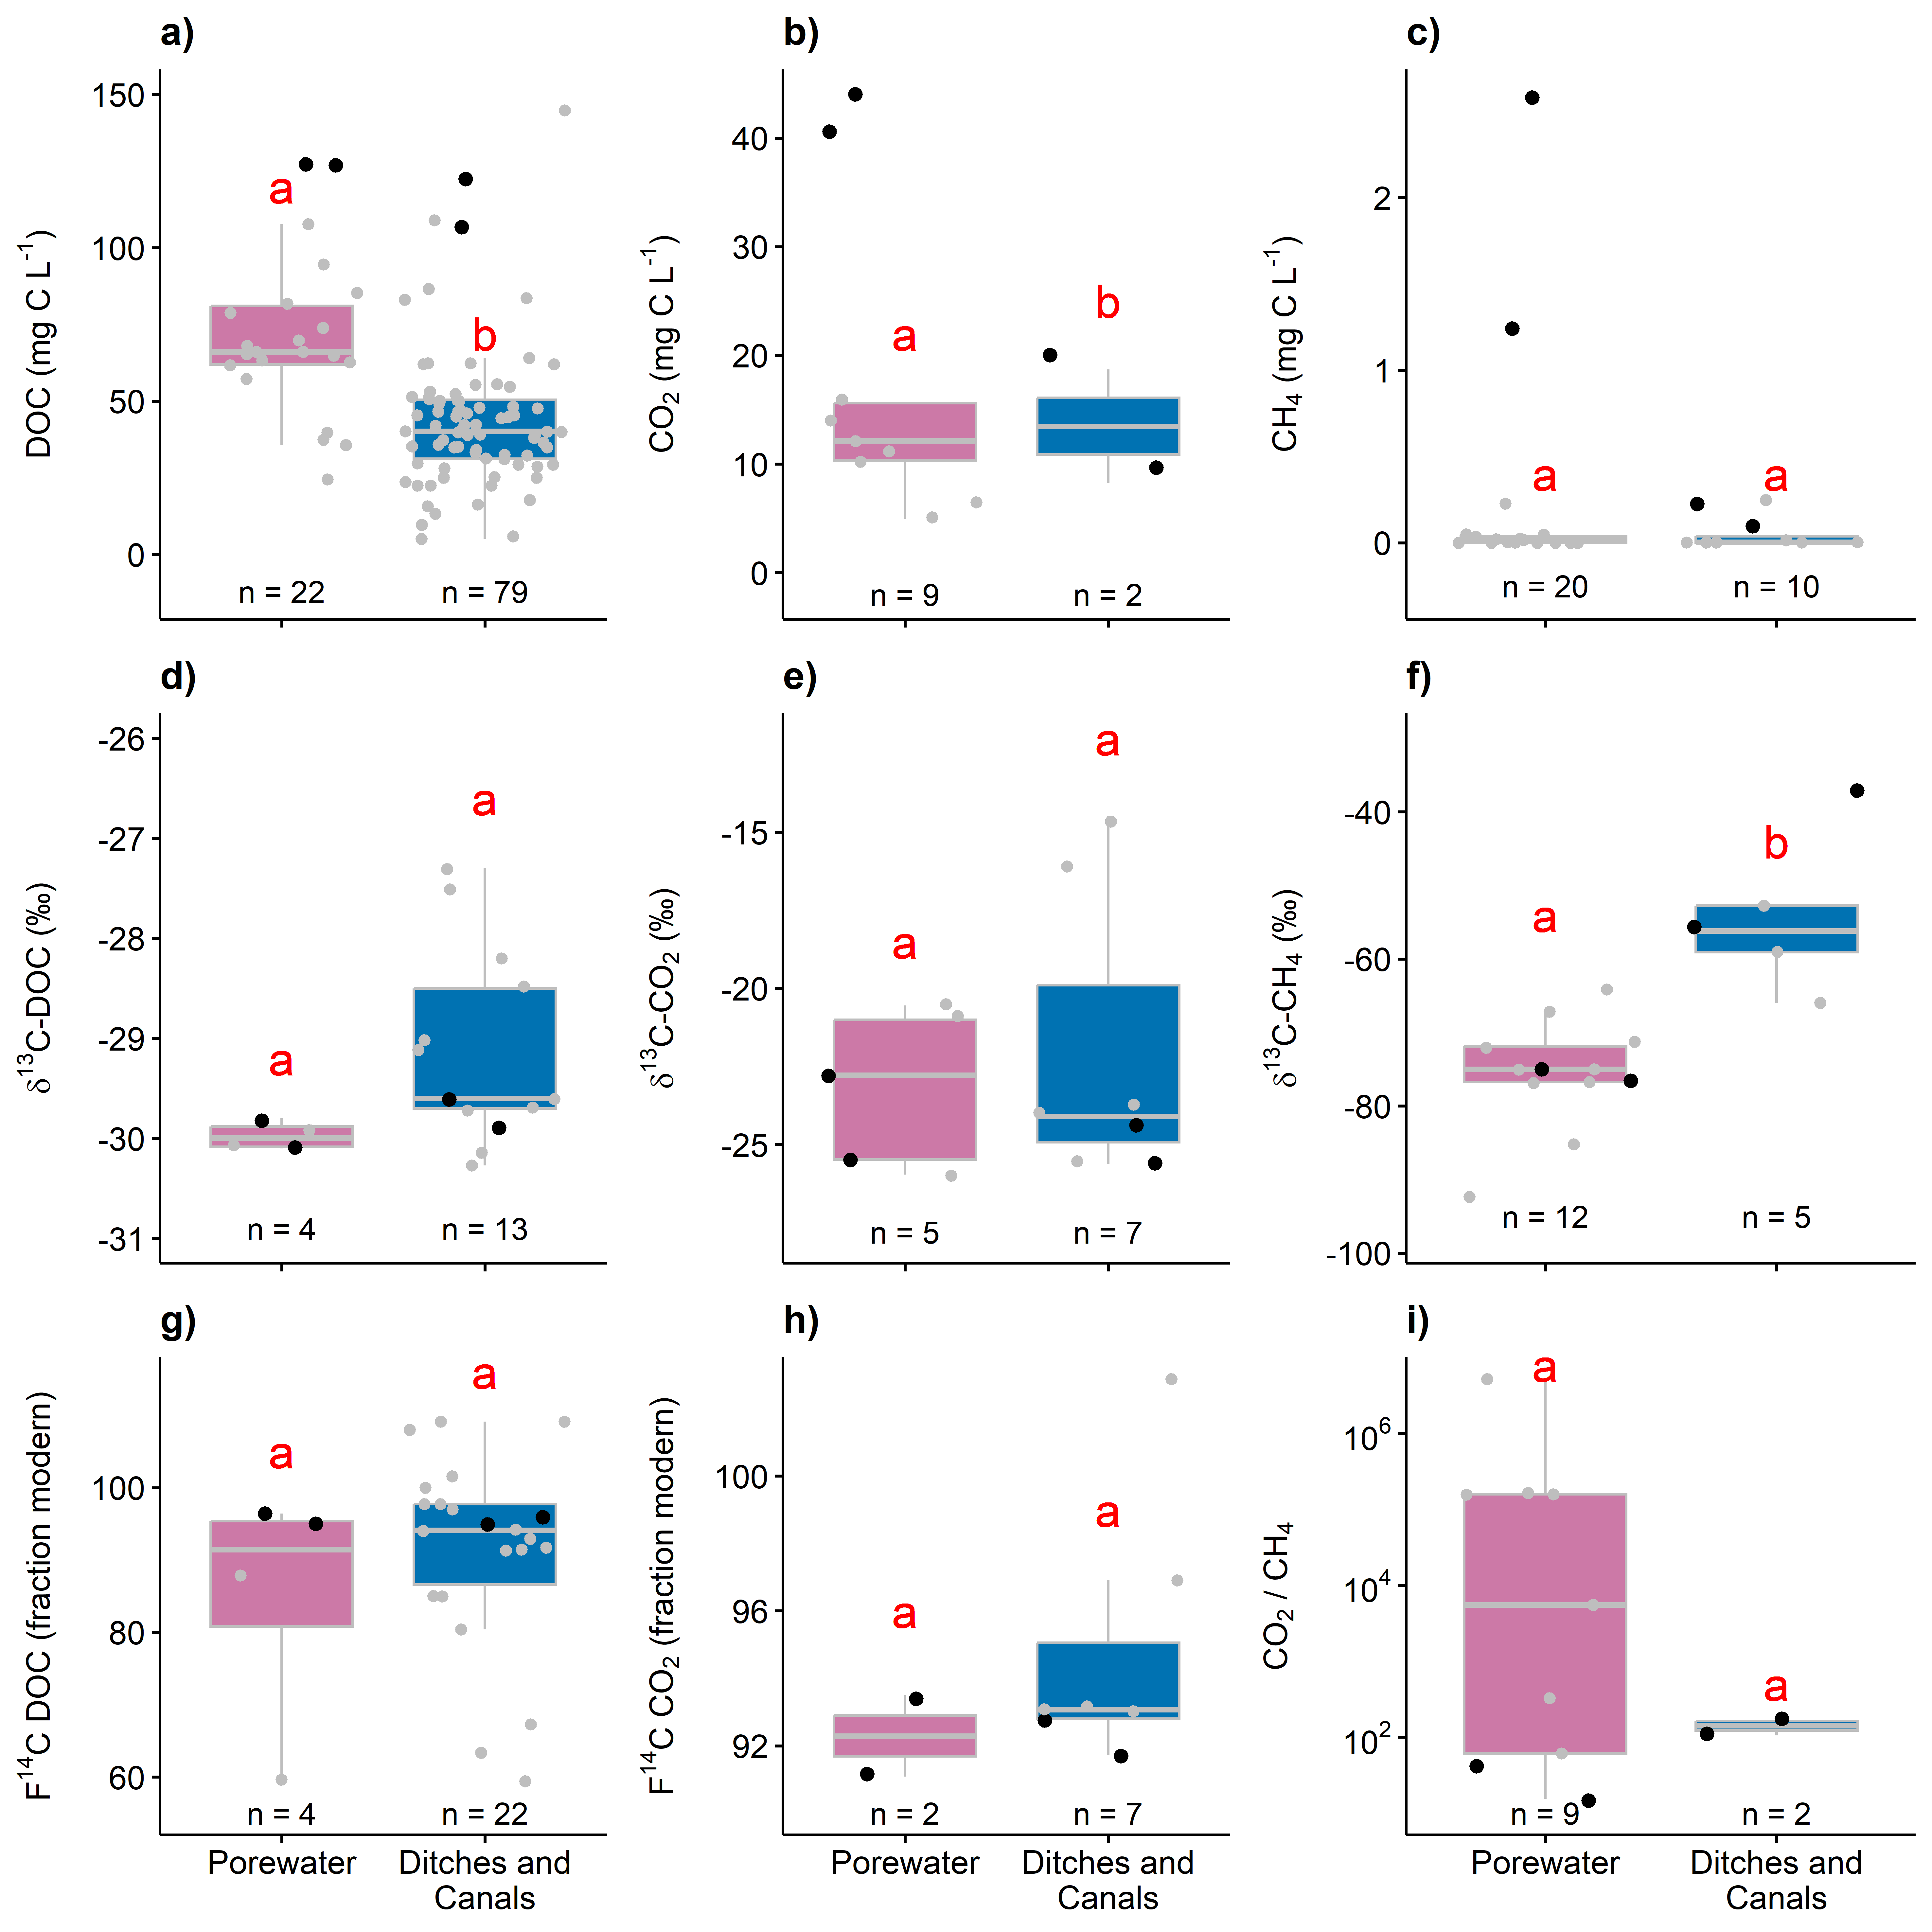 a)
DOC (mg C L⁻¹)
150
100
50
0
a
b
n = 22
n = 79
b)
CO₂ (mg C L⁻¹)
40
30
20
10
0
a
b
n = 9
n = 2
c)
CH₄ (mg C L⁻¹)
2
1
0
a
a
n = 20
n = 10
d)
δ¹³C-DOC (‰)
-26
-27
-28
-29
-30
-31
a
a
n = 4
n = 13
e)
δ¹³C-CO₂ (‰)
-15
-20
-25
a
a
n = 5
n = 7
f)
δ¹³C-CH₄ (‰)
-40
-60
-80
-100
a
b
n = 12
n = 5
g)
F¹⁴C DOC (fraction modern)
100
80
60
a
a
n = 4
n = 22
Porewater
Ditches and
Canals
h)
F¹⁴C CO₂ (fraction modern)
100
96
92
a
a
n = 2
n = 7
Porewater
Ditches and
Canals
i)
CO₂ / CH₄
10⁶
10⁴
10²
a
a
n = 9
n = 2
Porewater
Ditches and
Canals